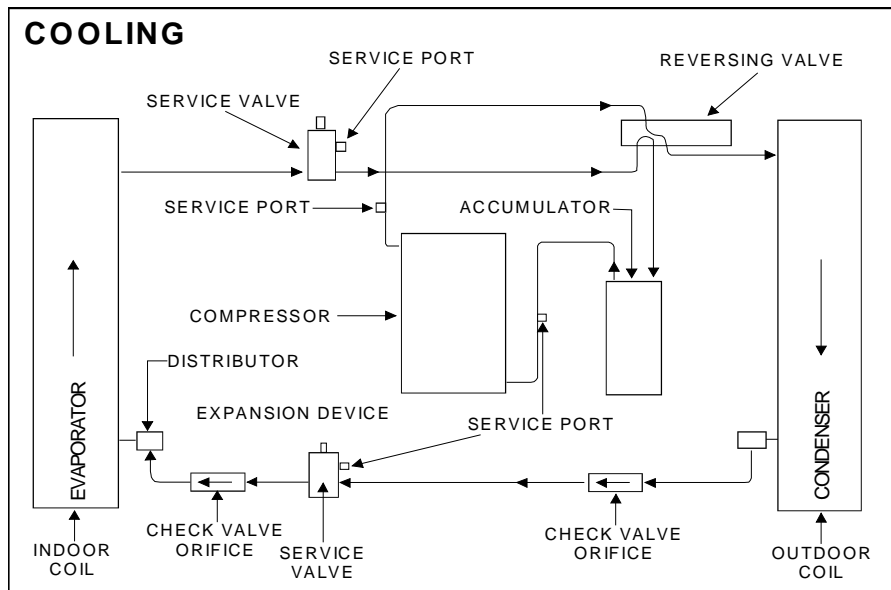 COOLING
SERVICE PORT
REVERSING VALVE
SERVICE VALVE
SERVICE PORT
ACCUMULATOR
COMPRESSOR
DISTRIBUTOR
EXPANSION DEVICE
SERVICE PORT
EVAPORATOR
CONDENSER
INDOOR
COIL
CHECK VALVE
ORIFICE
SERVICE
VALVE
CHECK VALVE
ORIFICE
OUTDOOR
COIL